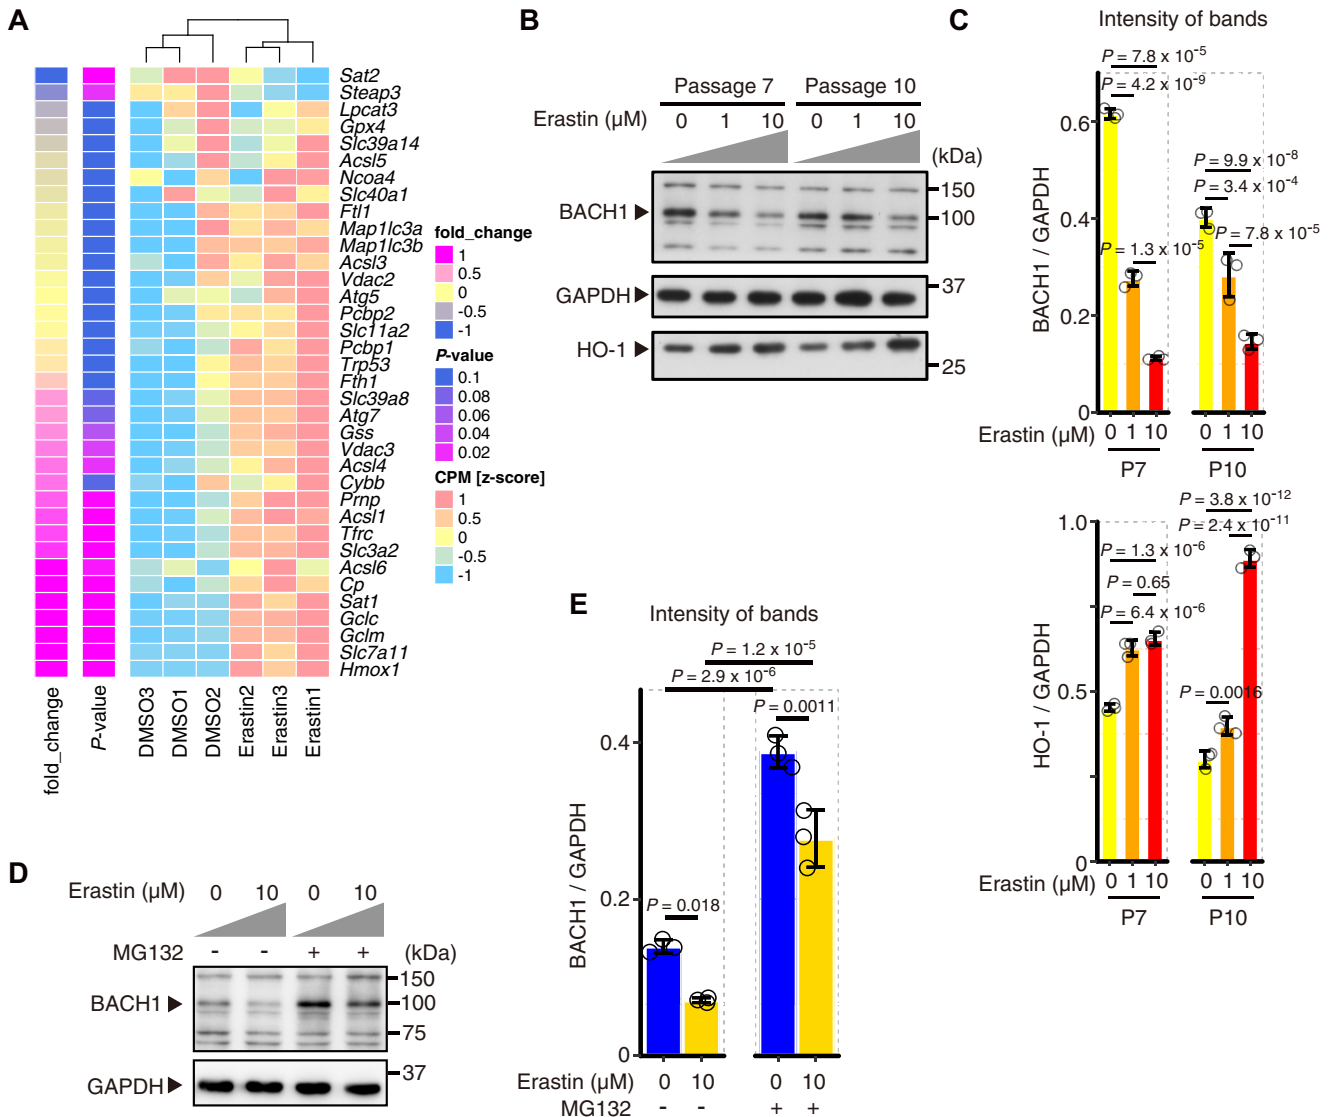 A
Sat2
Steap3
Lpcat3
Gpx4
Slc39a14
Acsl5
Ncoa4
Slc40a1
Ftl1
Map1lc3a
Map1lc3b
Acsl3
Vdac2
Atg5
Pcbp2
Slc11a2
Pcbp1
Trp53
Fth1
Slc39a8
Atg7
Gss
Vdac3
Acsl4
Cybb
Prnp
Acsl1
Tfrc
Slc3a2
Acsl6
Cp
Sat1
Gclc
Gclm
Slc7a11
Hmox1
fold_change
P-value
DMSO3
DMSO1
DMSO2
Erastin2
Erastin3
Erastin1
fold_change
1
0.5
0
-0.5
-1
P-value
0.1
0.08
0.06
0.04
0.02
CPM [z-score]
1
0.5
0
-0.5
-1
B
Passage 7 Passage 10
Erastin (µM) 0 1 10 0 1 10
(kDa)
BACH1
150
100
GAPDH
37
HO-1
25
C
Intensity of bands
P = 7.8 x 10-5
P = 4.2 x 10-9
P = 1.3 x 10-5
P = 9.9 x 10-8
P = 3.4 x 10-4
P = 7.8 x 10-5
BACH1 / GAPDH
0.6
0.4
0.2
0
Erastin (µM) 0 1 10 0 1 10
P7 P10
P = 3.8 x 10-12
P = 2.4 x 10-11
P = 1.3 x 10-6
P = 0.65
P = 6.4 x 10-6
P = 0.0016
HO-1 / GAPDH
1.0
0.5
0
Erastin (µM) 0 1 10 0 1 10
P7 P10
D
Erastin (µM) 0 10 0 10
MG132 - - + + (kDa)
BACH1
150
100
75
GAPDH
37
E
Intensity of bands
P = 1.2 x 10-5
P = 2.9 x 10-6
P = 0.0011
P = 0.018
BACH1 / GAPDH
0.4
0.2
0
Erastin (µM) 0 10 0 10
MG132 - - + +